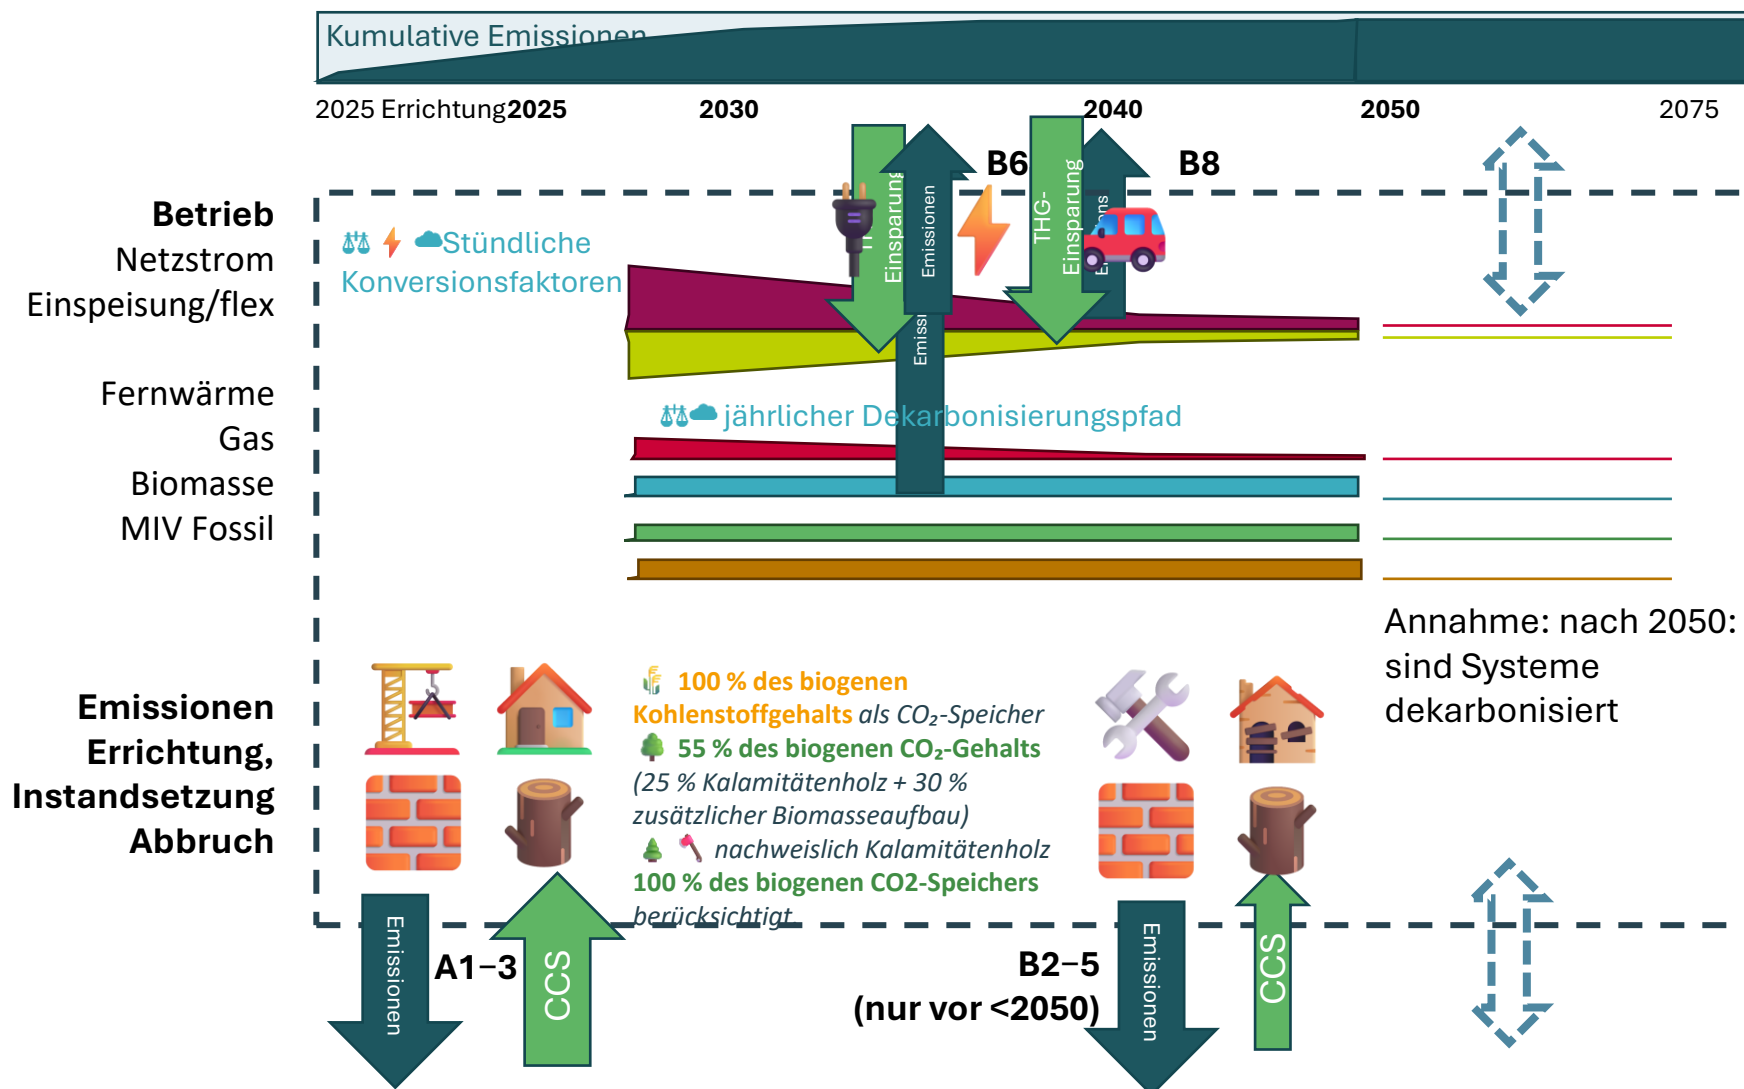 Kumulative Emissionen
2025 Errichtung 2025 2030 2040 2050 2075
B6 B8
Betrieb
Netzstrom
Einspeisung/flex
Stündliche
Konversionsfaktoren
Einsparung
Emissionen
THG-
Einsparung
Fernwärme
Gas
Biomasse
MIV Fossil
jährlicher Dekarbonisierungspfad
Annahme: nach 2050:
sind Systeme
dekarbonisiert
Emissionen
Errichtung,
Instandsetzung
Abbruch
100 % des biogenen
Kohlenstoffgehalts als CO₂-Speicher
55 % des biogenen CO₂-Gehalts
(25 % Kalamitätenholz + 30 %
zusätzlicher Biomasseaufbau)
nachweislich Kalamitätenholz
100 % des biogenen CO2-Speichers
berücksichtigt
Emissionen
A1–3
CCS
B2–5
(nur vor <2050)
Emissionen
CCS